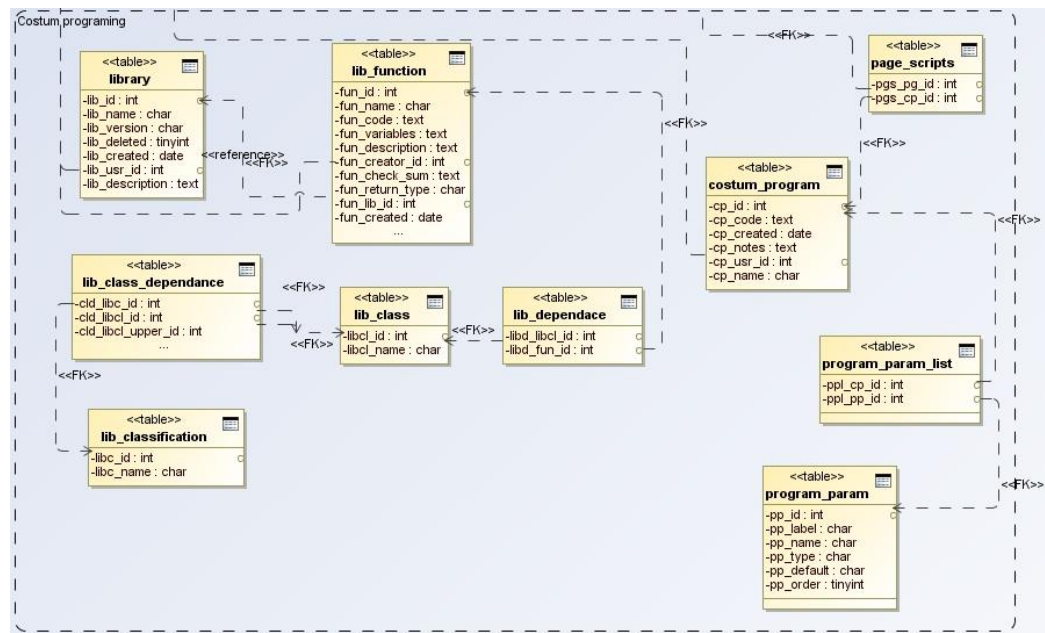 Costum programing
<<table>>
library
-lib_id : int
-lib_name : char
-lib_version : char
-lib_deleted : tinyint
-lib_created : date
-lib_usr_id : int
-lib_description : text
<<reference>>
<<FK>>
<<table>>
lib_function
-fun_id : int
-fun_name : char
-fun_code : text
-fun_variables : text
-fun_description : text
-fun_creator_id : int
-fun_check_sum : text
-fun_return_type : char
-fun_lib_id : int
-fun_created : date
...
<<FK>>
<<FK>>
<<table>>
page_scripts
-pgs_pg_id : int
-pgs_cp_id : int
<<FK>>
<<table>>
costum_program
-cp_id : int
-cp_code : text
-cp_created : date
-cp_notes : text
-cp_usr_id : int
-cp_name : char
<<FK>>
<<table>>
lib_class_dependance
-cld_libc_id : int
-cld_libcl_id : int
-cld_libcl_upper_id : int
...
<<FK>>
<<FK>>
<<table>>
lib_class
-libcl_id : int
-libcl_name : char
<<FK>>
<<table>>
lib_dependace
-libd_libcl_id : int
-libd_fun_id : int
<<FK>>
<<table>>
lib_classification
-libc_id : int
-libc_name : char
<<table>>
program_param_list
-ppl_cp_id : int
-ppl_pp_id : int
<<FK>>
<<table>>
program_param
-pp_id : int
-pp_label : char
-pp_name : char
-pp_type : char
-pp_default : char
-pp_order : tinyint